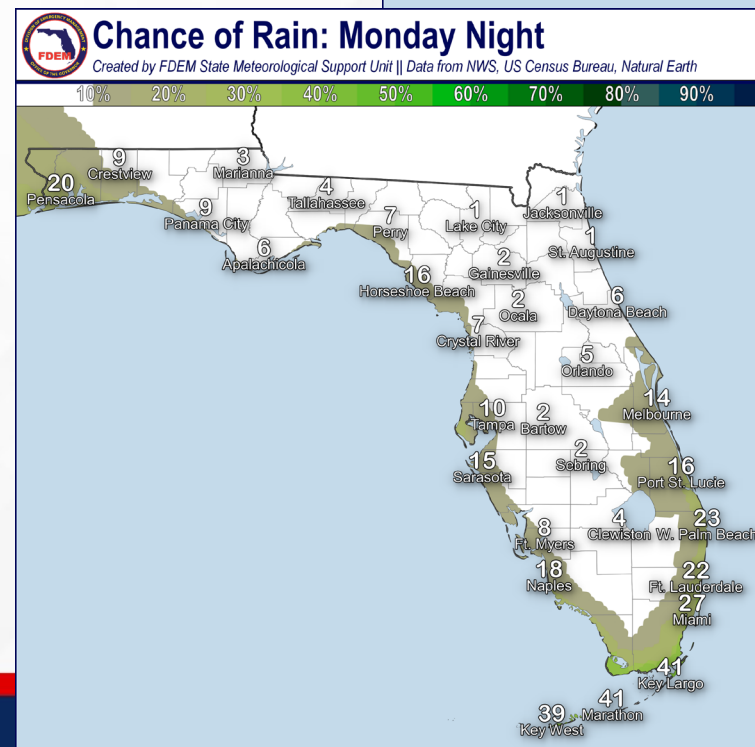 Chance of Rain: Monday Night
Created by FDEM State Meteorological Support Unit || Data from NWS, US Census Bureau, Natural Earth
FDEM
10% 20% 30% 40% 50% 60% 70% 80% 90%
9
Crestview
3
Marianna
20
Pensacola
4
Tallahassee
1
Jacksonville
9
Panama City
7
Perry
1
Lake City
1
St. Augustine
6
Apalachicola
2
Gainesville
16
Horseshoe Beach
2
Ocala
6
Daytona Beach
7
Crystal River
5
Orlando
14
Melbourne
10
Tampa
2
Bartow
15
Sarasota
2
Sebring
16
Port St. Lucie
8
Ft. Myers
4
Clewiston
23
W. Palm Beach
18
Naples
22
Ft. Lauderdale
27
Miami
41
Key Largo
41
Marathon
39
Key West